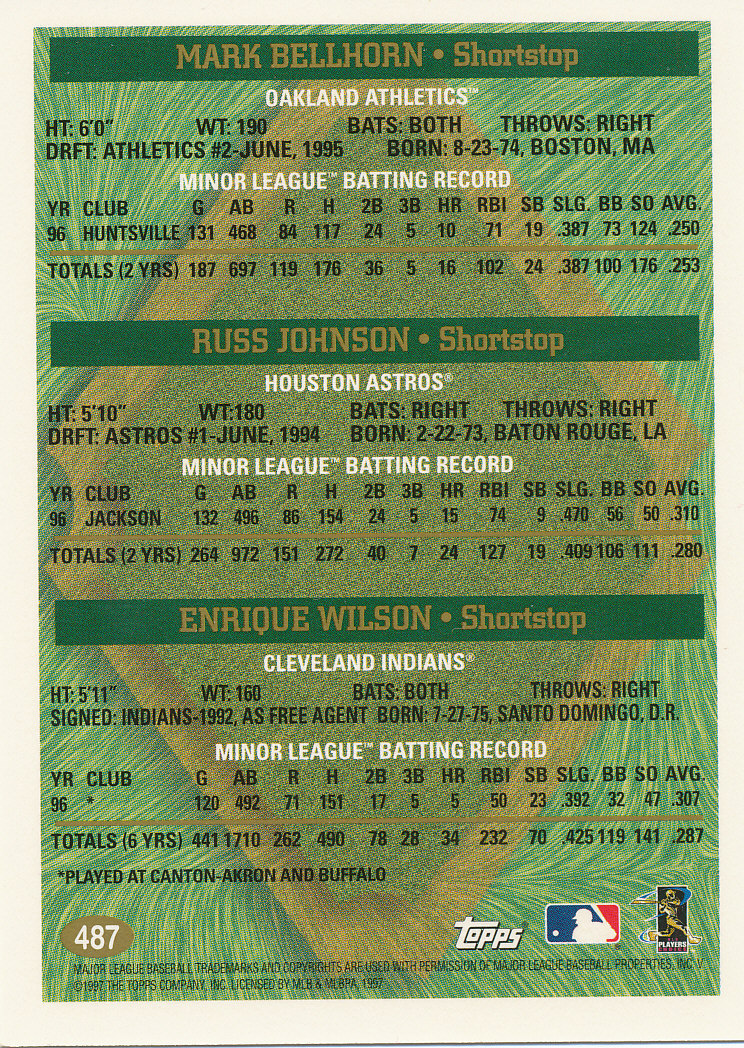 MARK BELLHORN • Shortstop
OAKLAND ATHLETICS™
HT: 6'0" WT: 190 BATS: BOTH THROWS: RIGHT
DRFT: ATHLETICS #2-JUNE, 1995 BORN: 8-23-74, BOSTON, MA
MINOR LEAGUE™ BATTING RECORD
YR CLUB G AB R H 2B 3B HR RBI SB SLG. BB SO AVG.
96 HUNTSVILLE 131 468 84 117 24 5 10 71 19 .387 73 124 .250
TOTALS (2 YRS) 187 697 119 176 36 5 16 102 24 .387 100 176 .253
RUSS JOHNSON • Shortstop
HOUSTON ASTROS®
HT: 5'10" WT:180 BATS: RIGHT THROWS: RIGHT
DRFT: ASTROS #1-JUNE, 1994 BORN: 2-22-73, BATON ROUGE, LA
MINOR LEAGUE™ BATTING RECORD
YR CLUB G AB R H 2B 3B HR RBI SB SLG. BB SO AVG.
96 JACKSON 132 496 86 154 24 5 15 74 9 .470 56 50 .310
TOTALS (2 YRS) 264 972 151 272 40 7 24 127 19 .409 106 111 .280
ENRIQUE WILSON • Shortstop
CLEVELAND INDIANS®
HT: 5'11" WT: 160 BATS: BOTH THROWS: RIGHT
SIGNED: INDIANS-1992, AS FREE AGENT BORN: 7-27-75, SANTO DOMINGO, D.R.
MINOR LEAGUE™ BATTING RECORD
YR CLUB G AB R H 2B 3B HR RBI SB SLG. BB SO AVG.
96 * 120 492 71 151 17 5 5 50 23 .392 32 47 .307
TOTALS (6 YRS) 441 1710 262 490 78 28 34 232 70 .425 119 141 .287
*PLAYED AT CANTON-AKRON AND BUFFALO
487 Topps PLAYERS CHOICE
MAJOR LEAGUE BASEBALL TRADEMARKS AND COPYRIGHTS ARE USED WITH PERMISSION OF MAJOR LEAGUE BASEBALL PROPERTIES, INC.
©1997 THE TOPPS COMPANY, INC. LICENSED BY MLB & MLBPA, 1997